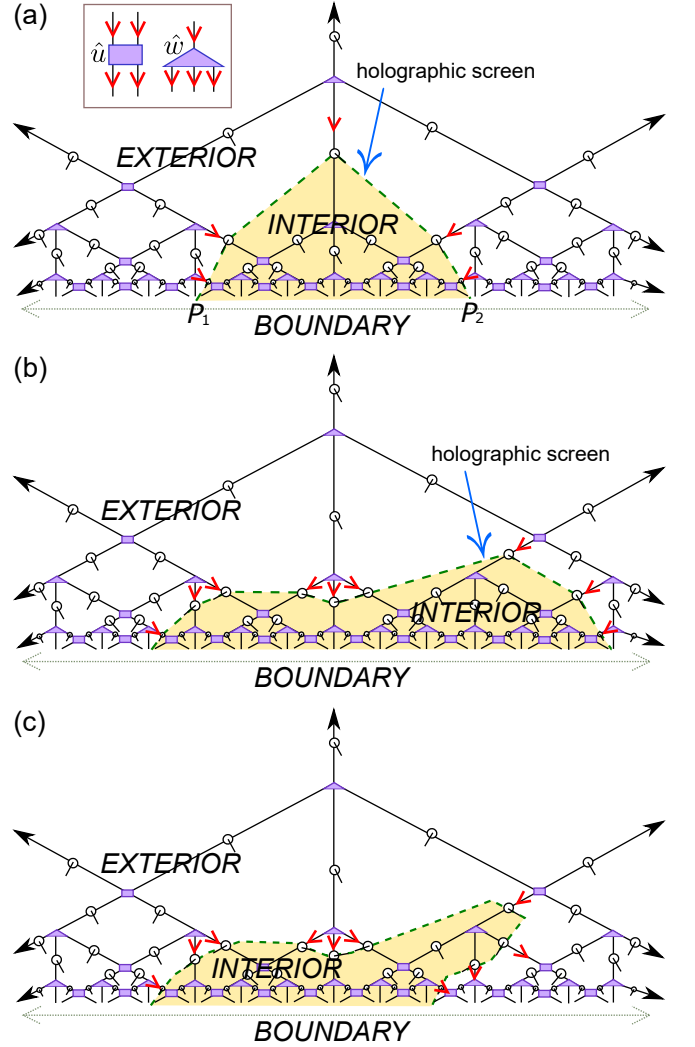 (a)
û
ŵ
holographic screen
EXTERIOR
INTERIOR
P₁
P₂
BOUNDARY
(b)
holographic screen
EXTERIOR
INTERIOR
BOUNDARY
(c)
EXTERIOR
INTERIOR
BOUNDARY